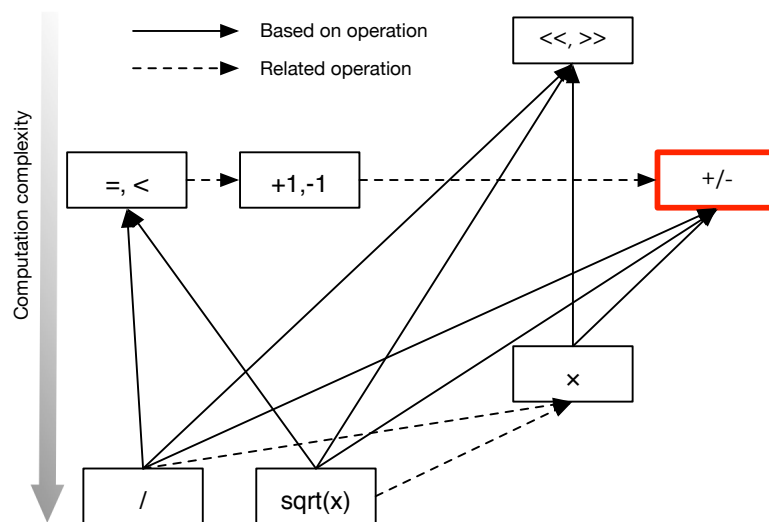 Based on operation
<<, >>
Related operation
Computation complexity
=, <
+1,-1
+/-
×
/
sqrt(x)